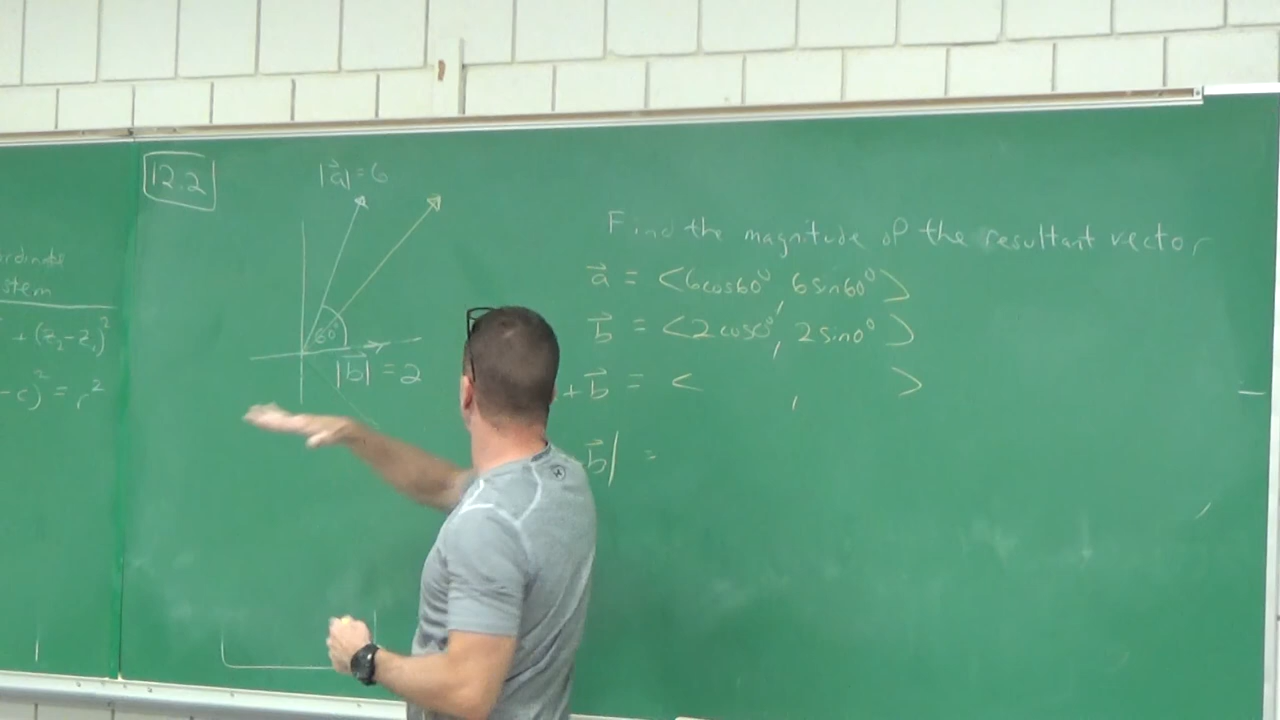 12.2
|a⃗| = 6
60°
|b⃗| = 2
Find the magnitude of the resultant vector
a⃗ = <6cos60°, 6sin60°>
b⃗ = <2cos0°, 2sin0°>
+ b⃗ = < , >
b⃗| =
stem
+ (z₂-z₁)²
-c)² = r²